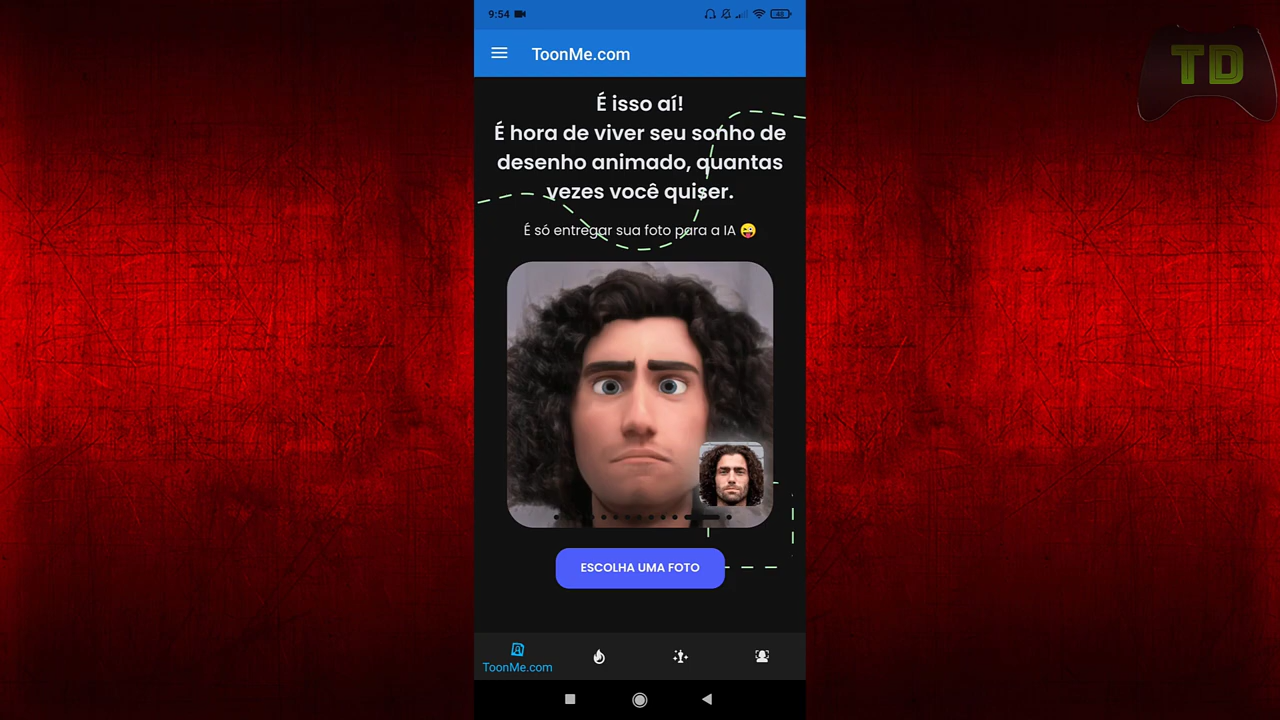 9:54
48
TD
ToonMe.com
É isso aí!
É hora de viver seu sonho de
desenho animado, quantas
vezes você quiser.
É só entregar sua foto para a IA 😜
ESCOLHA UMA FOTO
ToonMe.com